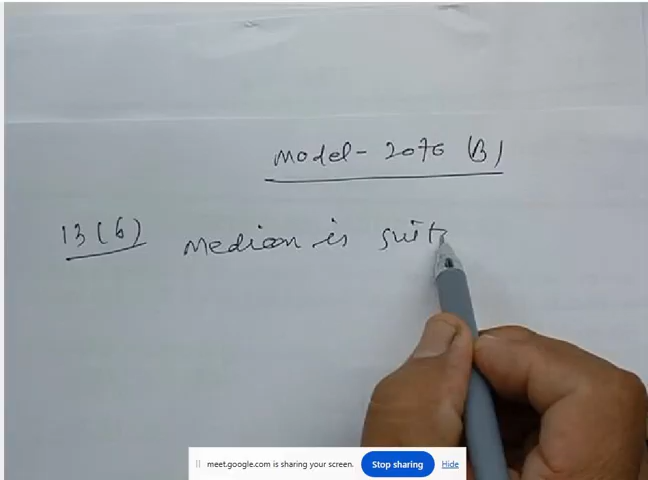 Model - 2076 (B)
13(b) Median is suit
meet.google.com is sharing your screen. Stop sharing Hide